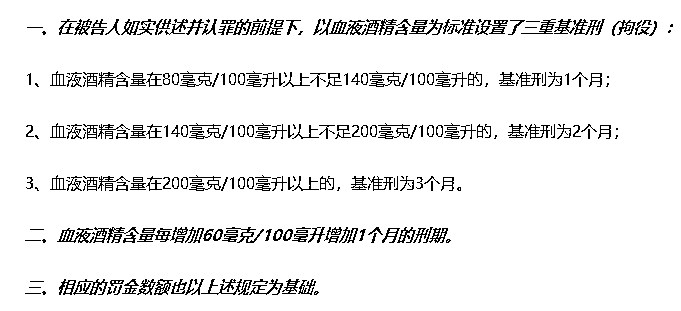 一、在被告人如实供述并认罪的前提下，以血液酒精含量为标准设置了三重基准刑（拘役）：
1、血液酒精含量在80毫克/100毫升以上不足140毫克/100毫升的，基准刑为1个月；
2、血液酒精含量在140毫克/100毫升以上不足200毫克/100毫升的，基准刑为2个月；
3、血液酒精含量在200毫克/100毫升以上的，基准刑为3个月。
二、血液酒精含量每增加60毫克/100毫升增加1个月的刑期。
三、相应的罚金数额也以上述规定为基础。